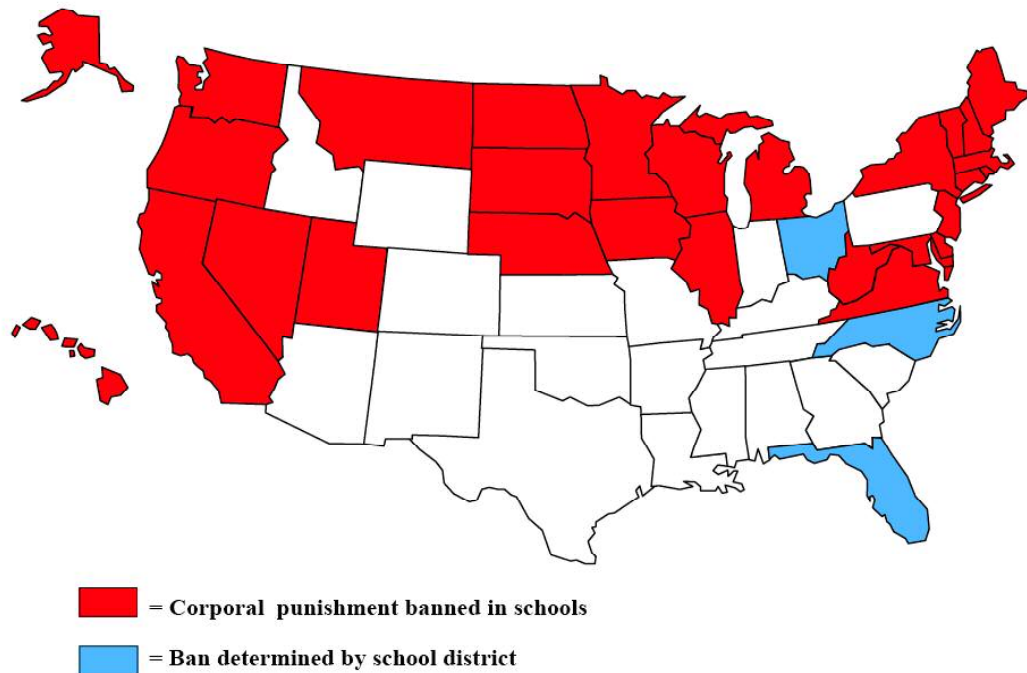 = Corporal punishment banned in schools
= Ban determined by school district